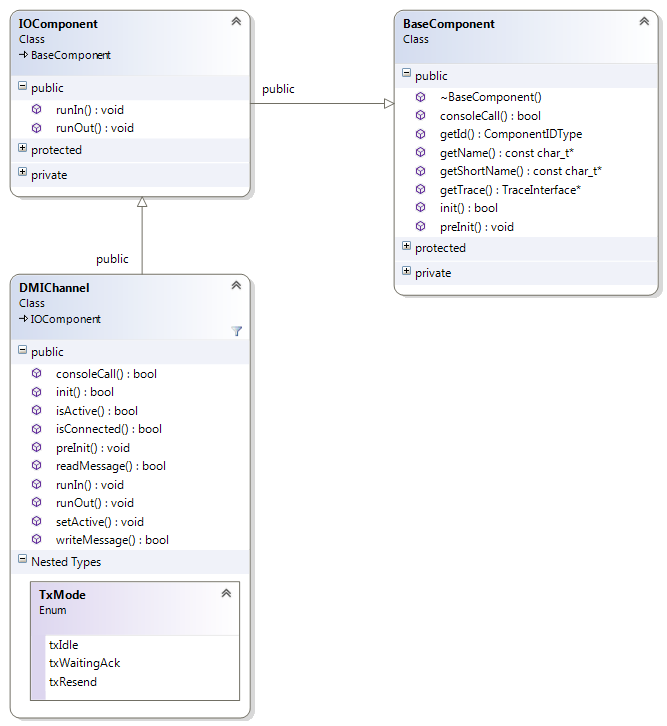 IOComponent
Class
BaseComponent
public
runIn() : void
runOut() : void
protected
private
public
BaseComponent
Class
public
~BaseComponent()
consoleCall() : bool
getId() : ComponentIDType
getName() : const char_t*
getShortName() : const char_t*
getTrace() : TraceInterface*
init() : bool
preInit() : void
protected
private
public
DMIChannel
Class
IOComponent
public
consoleCall() : bool
init() : bool
isActive() : bool
isConnected() : bool
preInit() : void
readMessage() : bool
runIn() : void
runOut() : void
setActive() : void
writeMessage() : bool
Nested Types
TxMode
Enum
txIdle
txWaitingAck
txResend